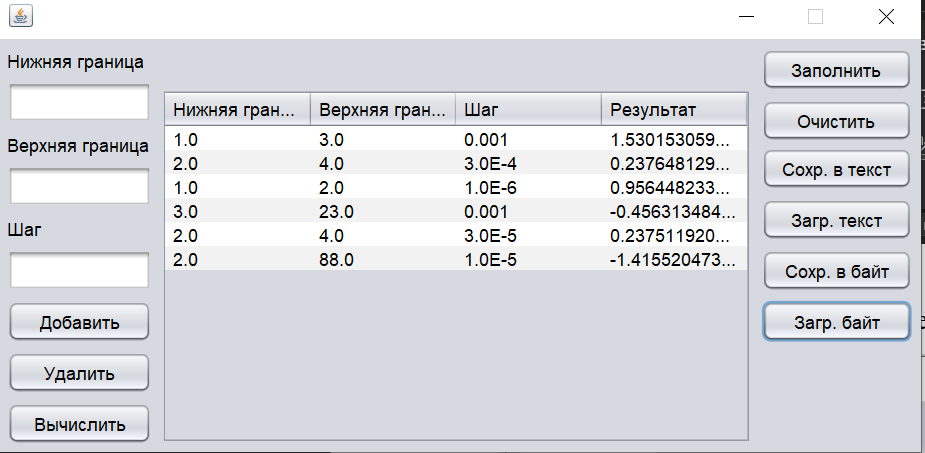 Нижняя граница
Верхняя граница
Шаг
Добавить
Удалить
Вычислить
Нижняя гран... Верхняя гран... Шаг Результат
1.0 3.0 0.001 1.530153059...
2.0 4.0 3.0E-4 0.237648129...
1.0 2.0 1.0E-6 0.956448233...
3.0 23.0 0.001 -0.456313484...
2.0 4.0 3.0E-5 0.237511920...
2.0 88.0 1.0E-5 -1.415520473...
Заполнить
Очистить
Сохр. в текст
Загр. текст
Сохр. в байт
Загр. байт